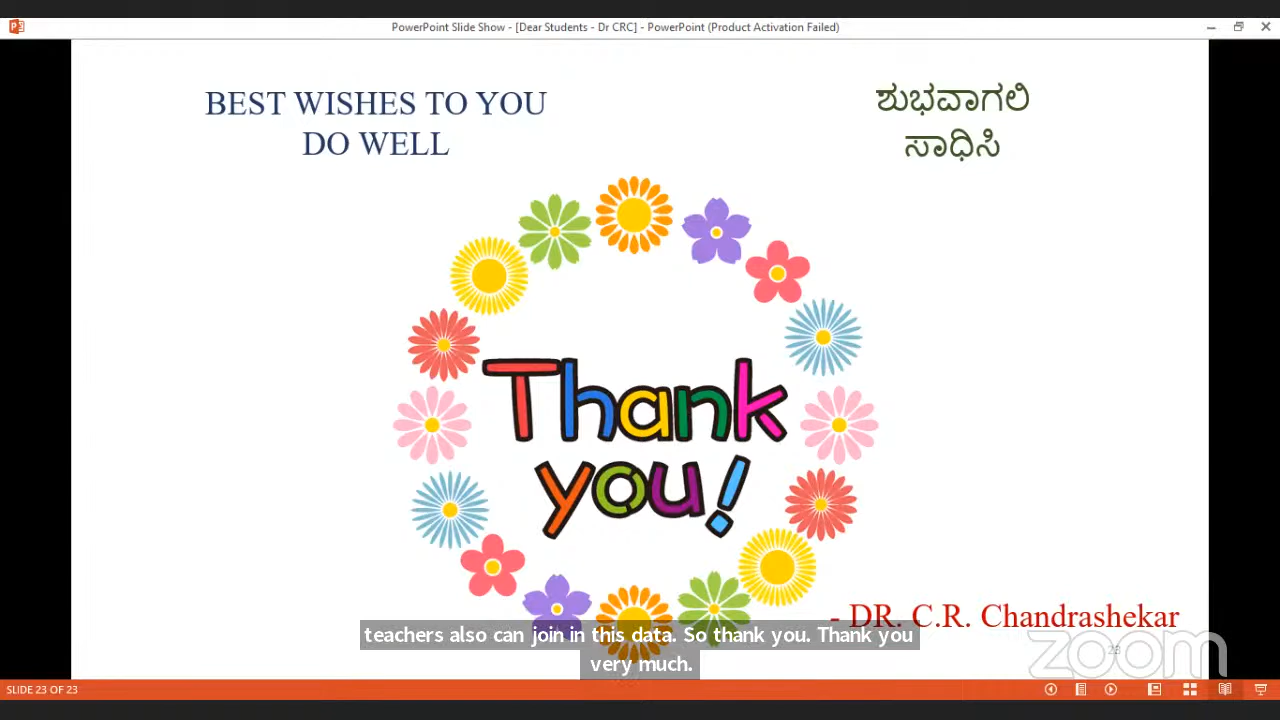 PowerPoint Slide Show - [Dear Students - Dr CRC] - PowerPoint (Product Activation Failed)
BEST WISHES TO YOU
DO WELL
ಶುಭವಾಗಲಿ
ಸಾಧಿಸಿ
Thank
you!
- DR. C.R. Chandrashekar
teachers also can join in this data. So thank you. Thank you
very much.
23
zoom
SLIDE 23 OF 23